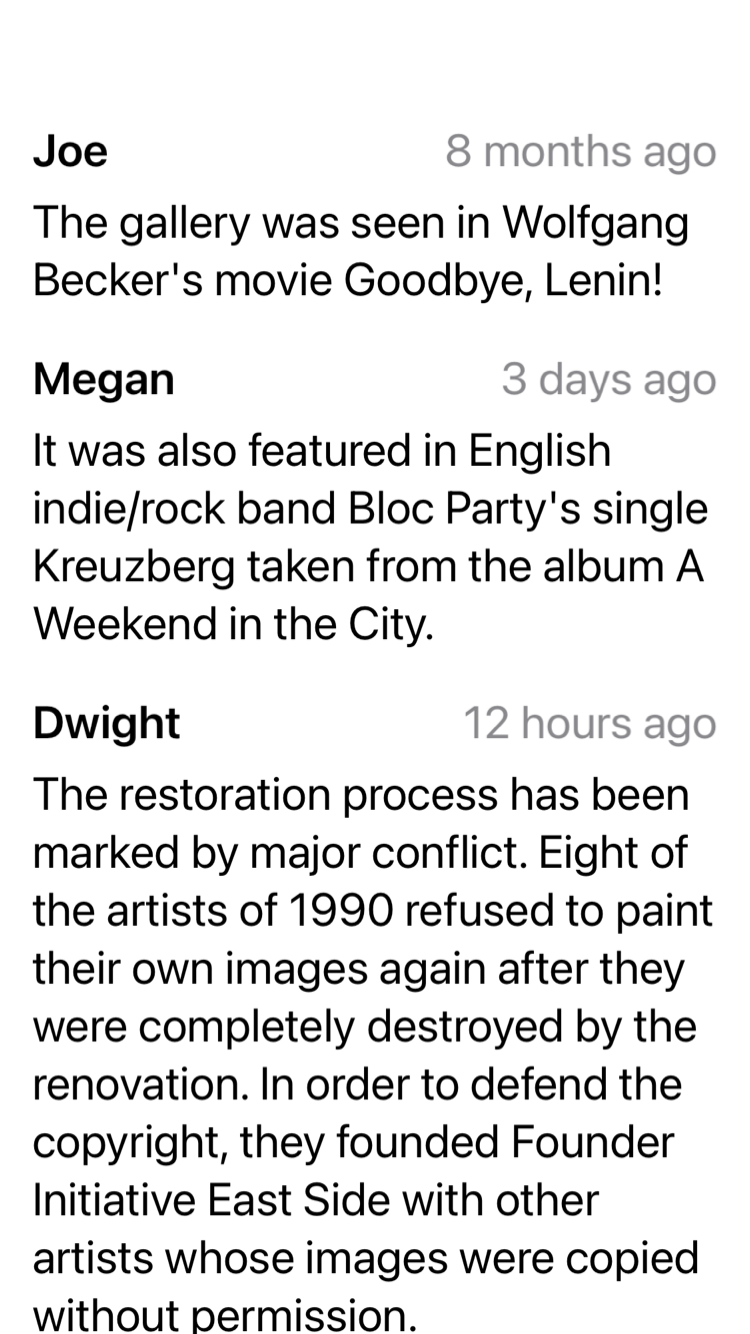 Joe 8 months ago
The gallery was seen in Wolfgang
Becker's movie Goodbye, Lenin!
Megan 3 days ago
It was also featured in English
indie/rock band Bloc Party's single
Kreuzberg taken from the album A
Weekend in the City.
Dwight 12 hours ago
The restoration process has been
marked by major conflict. Eight of
the artists of 1990 refused to paint
their own images again after they
were completely destroyed by the
renovation. In order to defend the
copyright, they founded Founder
Initiative East Side with other
artists whose images were copied
without permission.